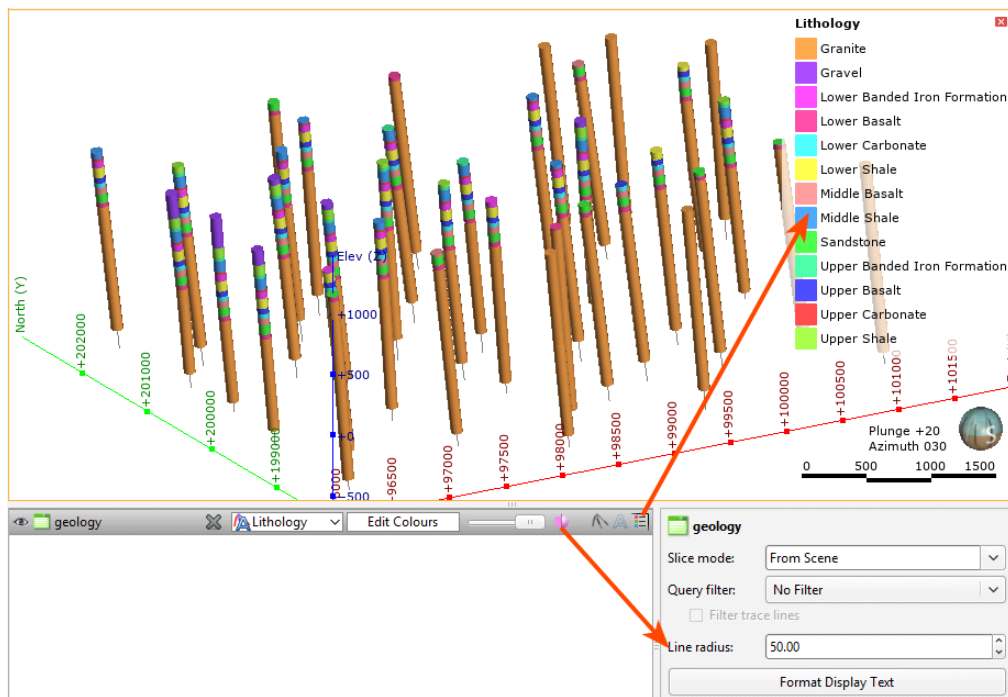 Lithology
Granite
Gravel
Lower Banded Iron Formation
Lower Basalt
Lower Carbonate
Lower Shale
Middle Basalt
Middle Shale
Sandstone
Upper Banded Iron Formation
Upper Basalt
Upper Carbonate
Upper Shale
North (Y)
+202000
+201000
+200000
+199000
Elev (Z)
+1000
+500
+0
-500
+96500
+97000
+97500
+98000
+98500
+99000
+99500
+100000
+100500
+101000
+101500
Plunge +20
Azimuth 030
0 500 1000 1500
geology Lithology Edit Colours
geology
Slice mode: From Scene
Query filter: No Filter
Filter trace lines
Line radius: 50.00
Format Display Text